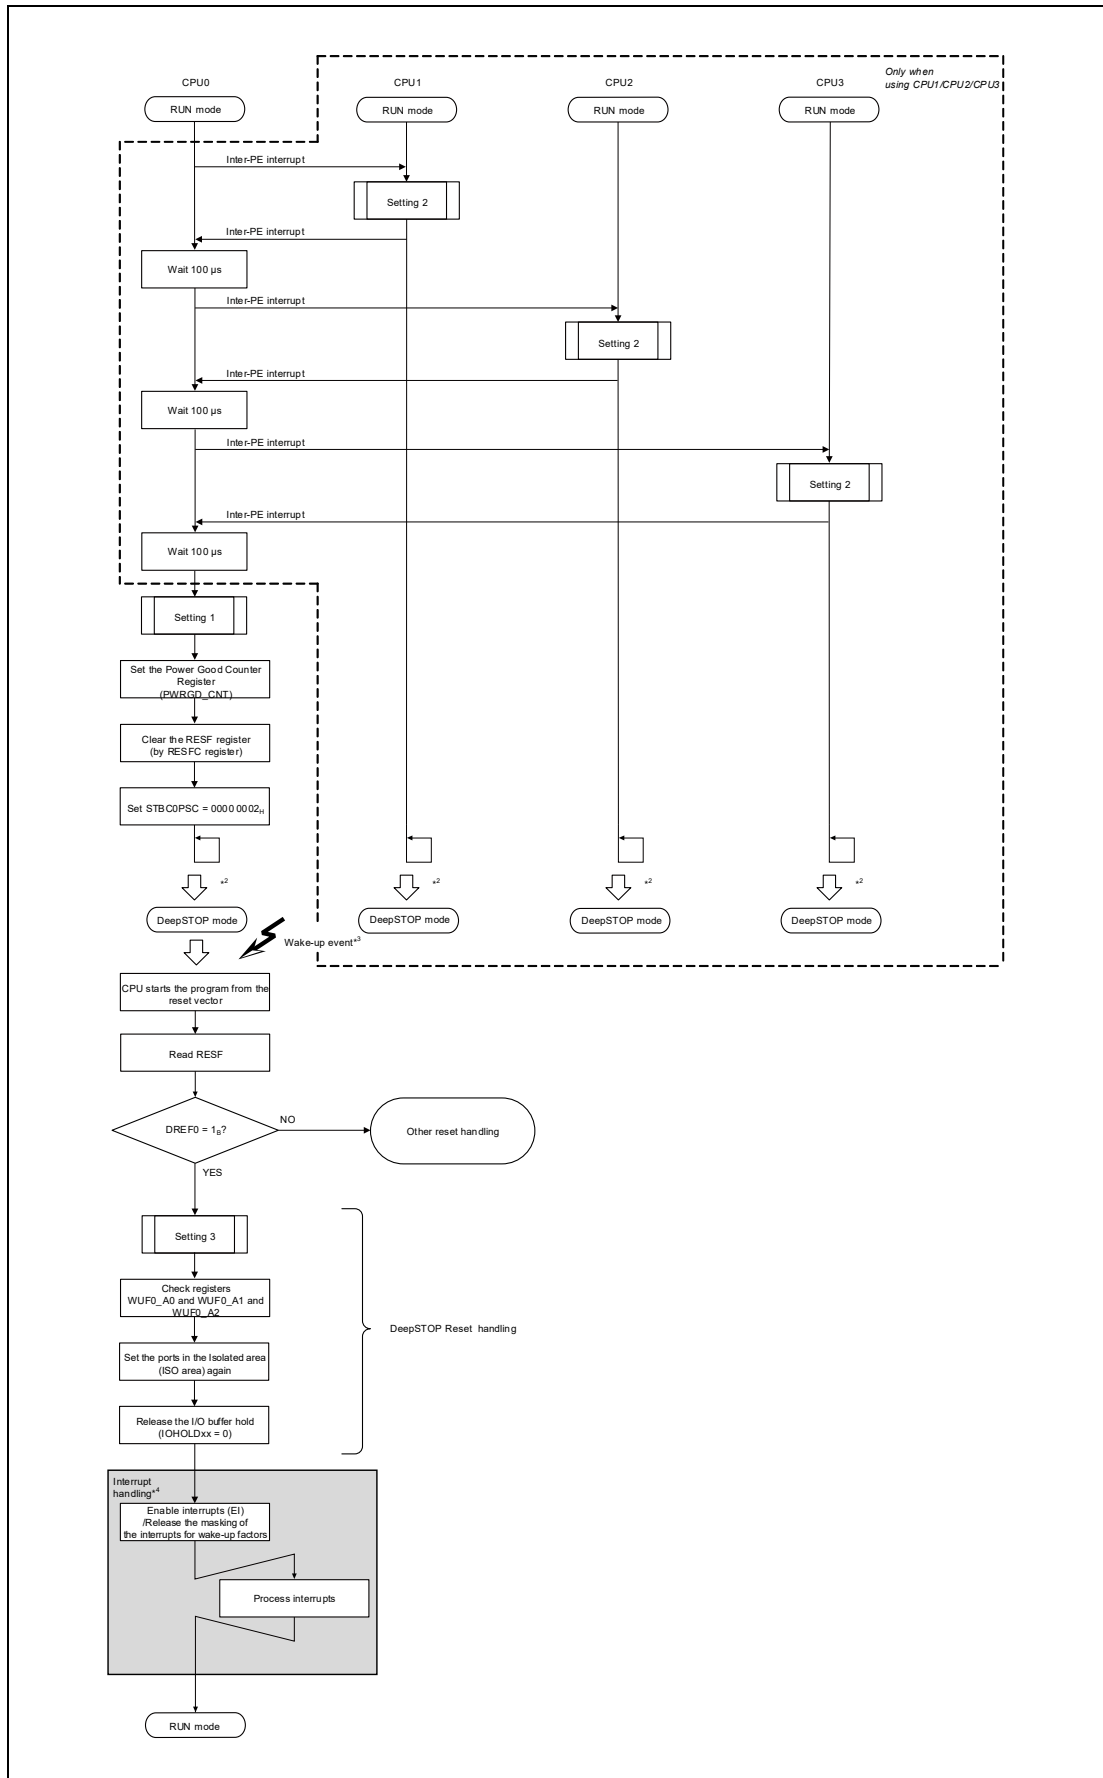 CPU0
CPU1
CPU2
CPU3
Only when
using CPU1/CPU2/CPU3
RUN mode
RUN mode
RUN mode
RUN mode
Inter-PE interrupt
Setting 2
Inter-PE interrupt
Wait 100 µs
Inter-PE interrupt
Setting 2
Inter-PE interrupt
Wait 100 µs
Inter-PE interrupt
Setting 2
Inter-PE interrupt
Wait 100 µs
Setting 1
Set the Power Good Counter
Register
(PWRGD_CNT)
Clear the RESF register
(by RESFC register)
Set STBC0PSC = 0000 0002H
*2
*2
*2
*2
DeepSTOP mode
DeepSTOP mode
DeepSTOP mode
DeepSTOP mode
Wake-up event*3
CPU starts the program from the
reset vector
Read RESF
DREF0 = 1B?
NO
Other reset handling
YES
Setting 3
Check registers
WUF0_A0 and WUF0_A1 and
WUF0_A2
DeepSTOP Reset handling
Set the ports in the Isolated area
(ISO area) again
Release the I/O buffer hold
(IOHOLDxx = 0)
Interrupt
handling*4
Enable interrupts (EI)
/Release the masking of
the interrupts for wake-up factors
Process interrupts
RUN mode